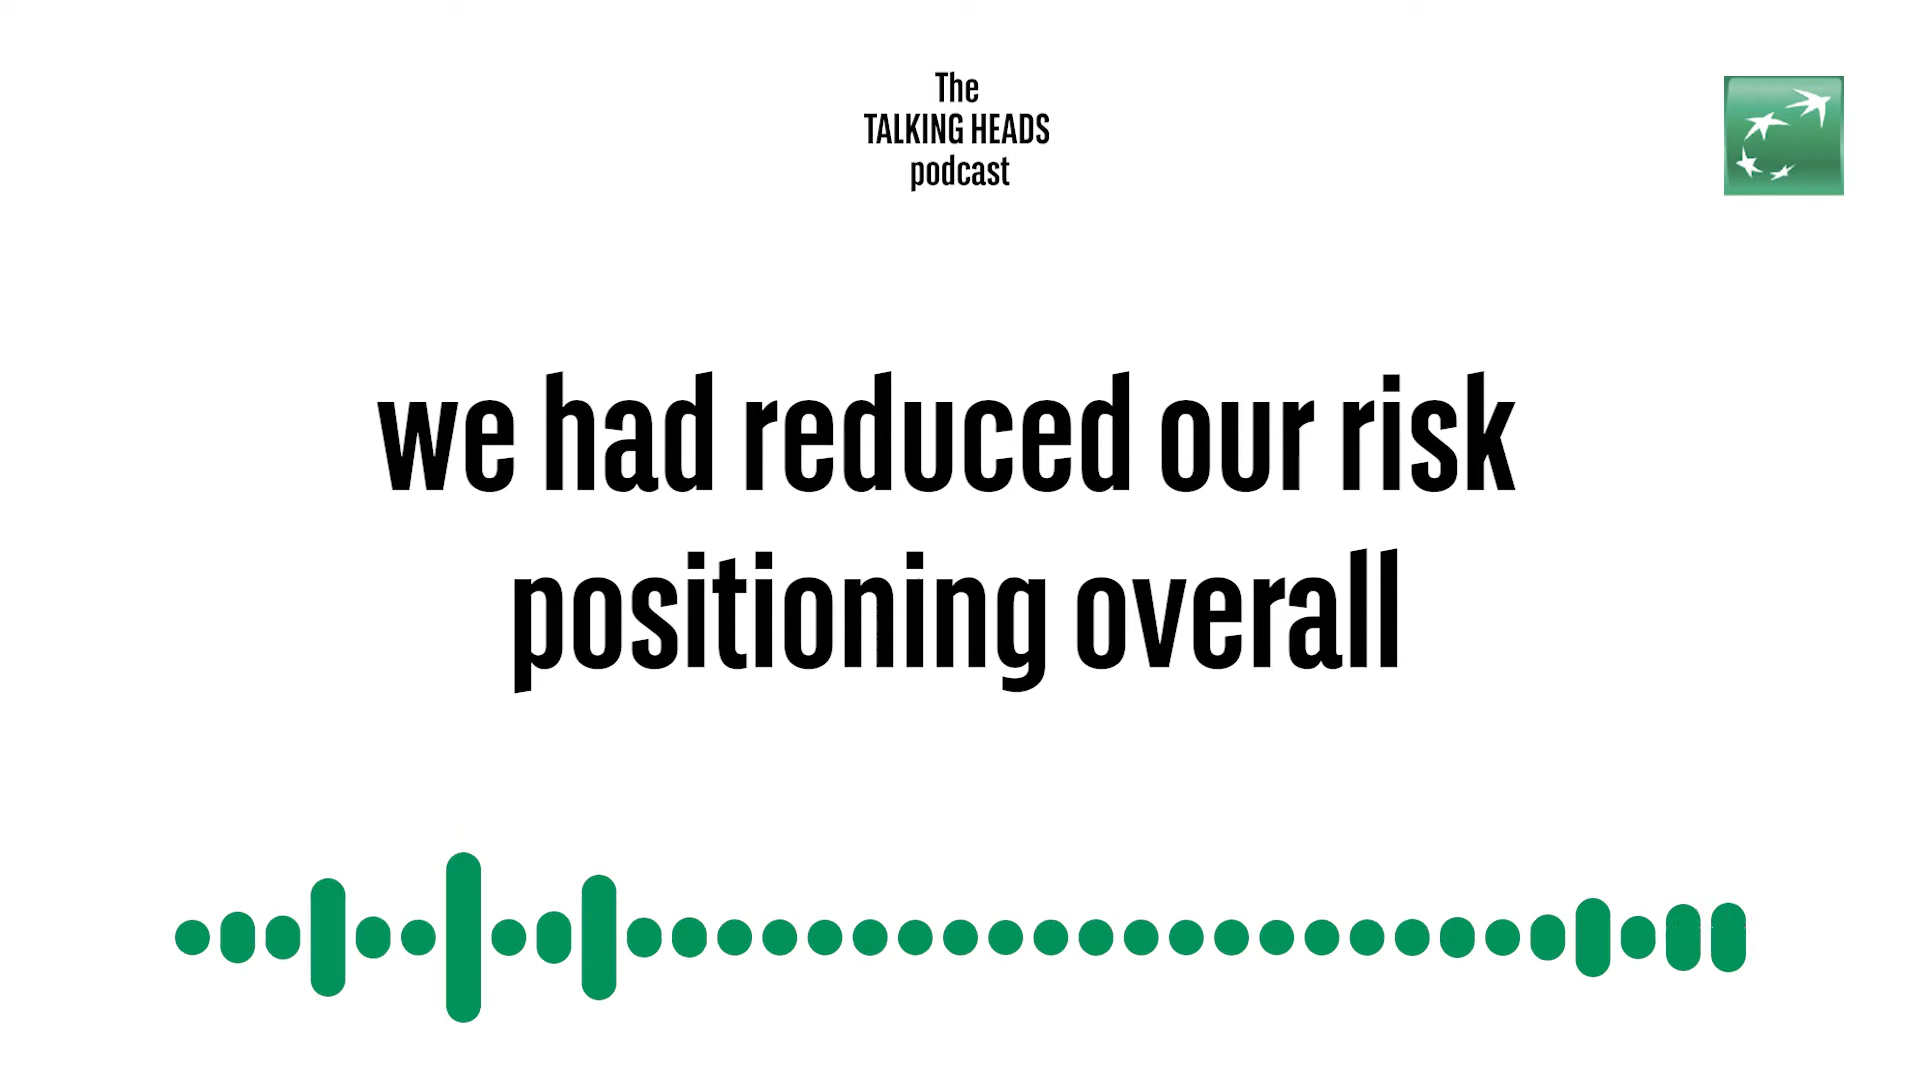 The
TALKING HEADS
podcast
we had reduced our risk
positioning overall